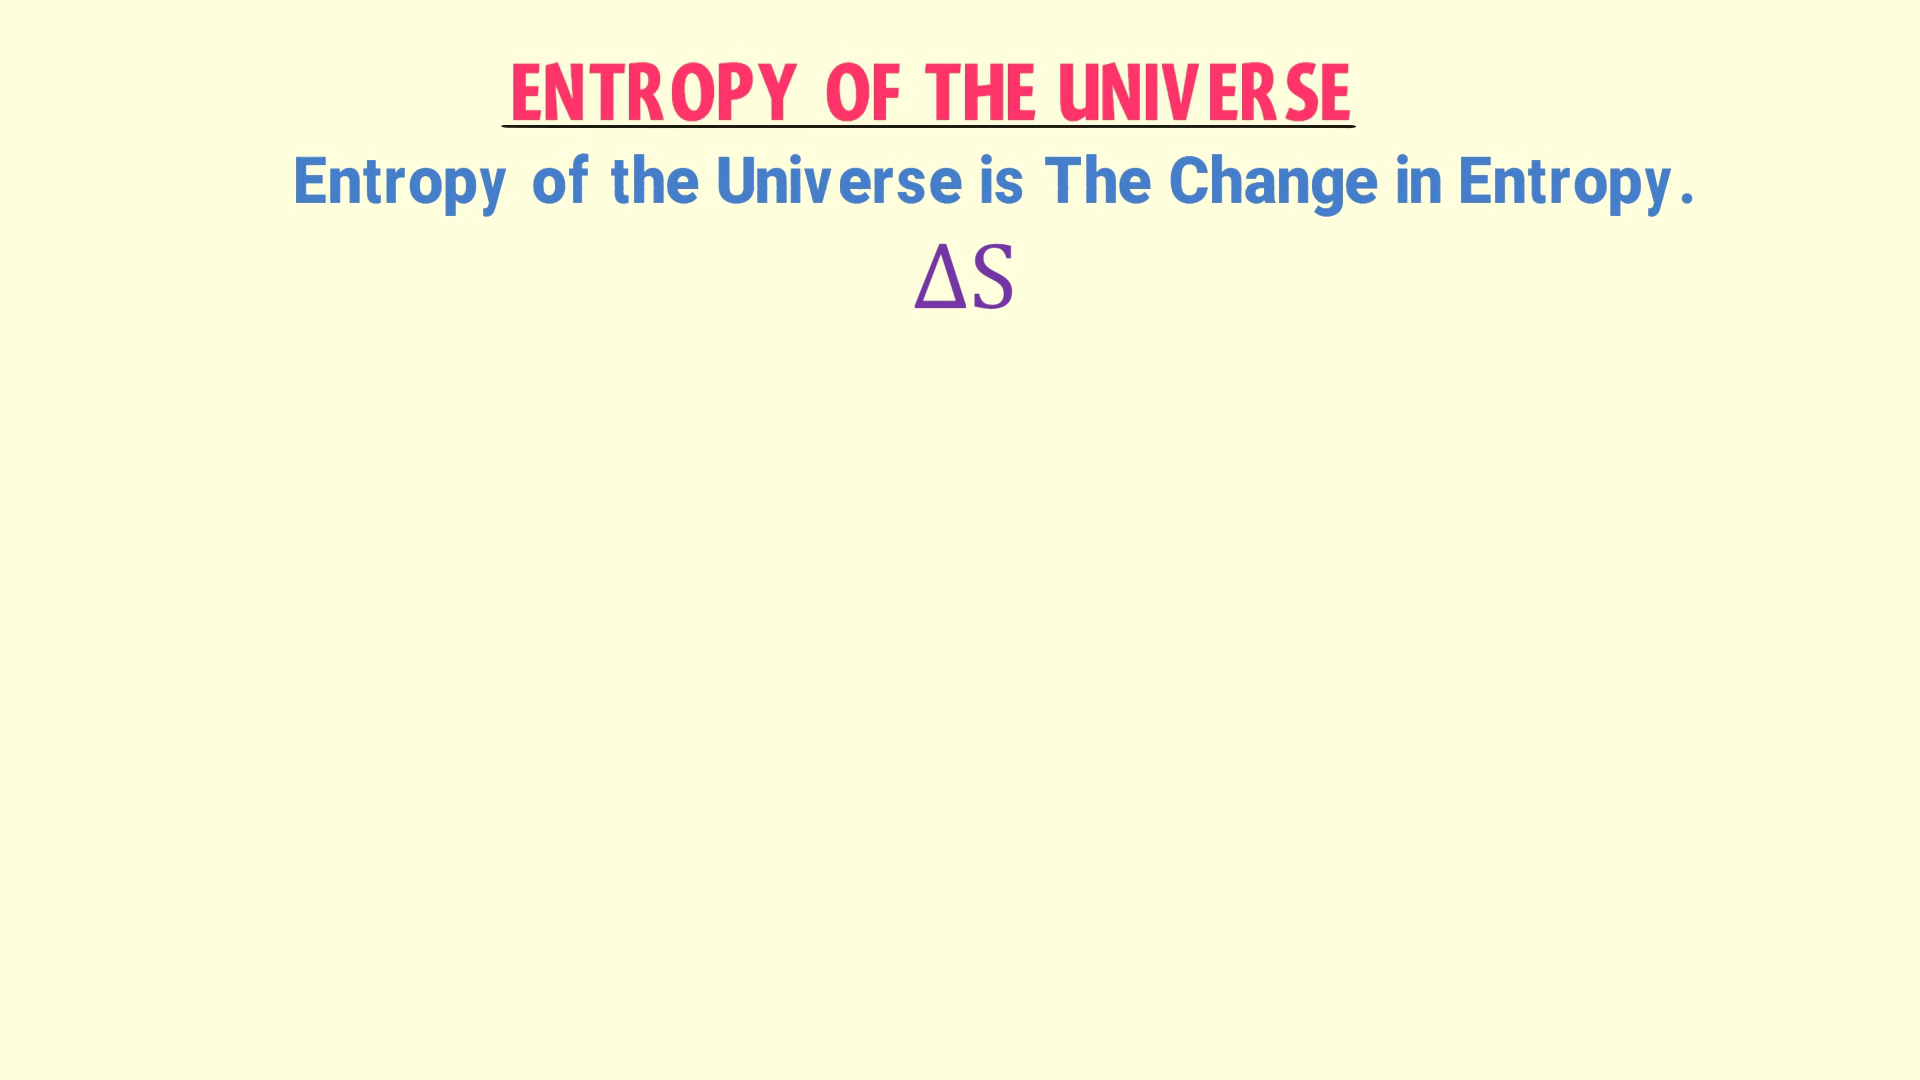 ENTROPY OF THE UNIVERSE
Entropy of the Universe is The Change in Entropy.
ΔS